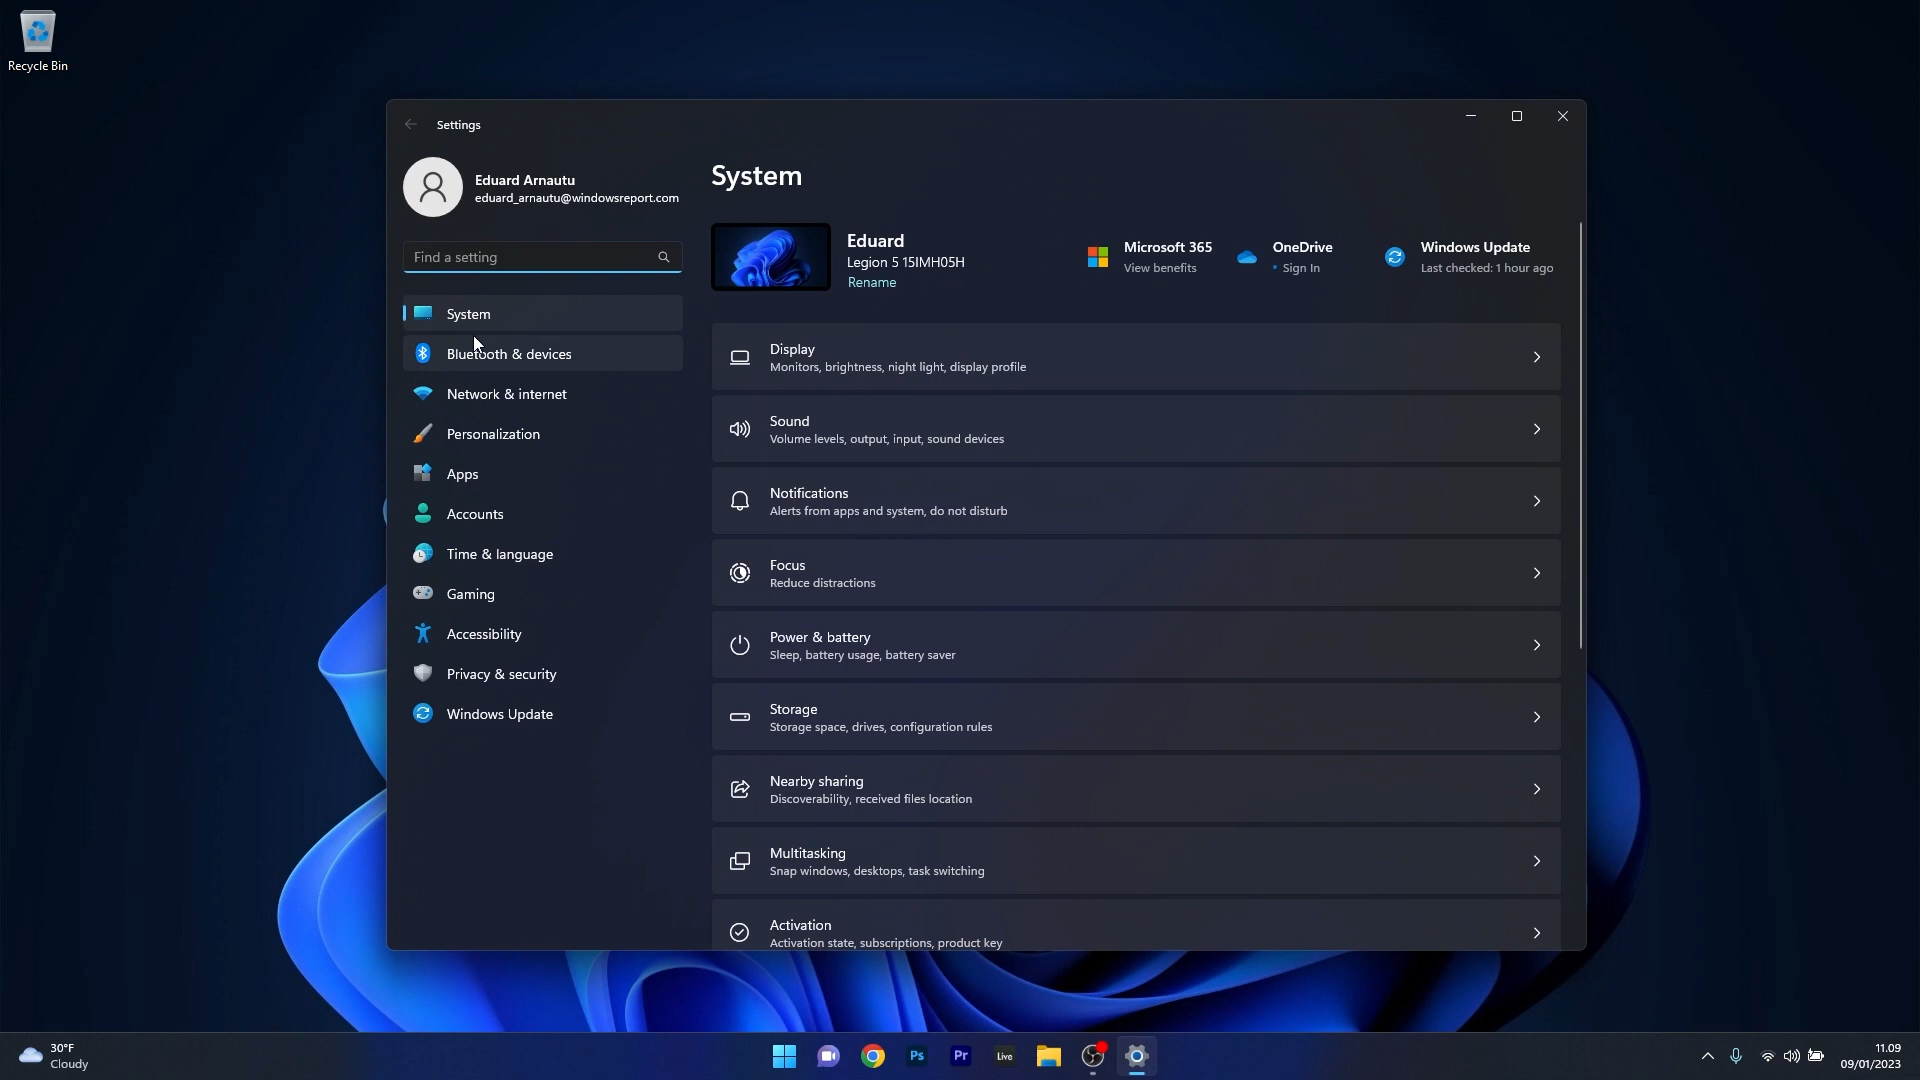 Recycle Bin
Settings
Eduard Arnautu
eduard_arnautu@windowsreport.com
Find a setting
System
Bluetooth & devices
Network & internet
Personalization
Apps
Accounts
Time & language
Gaming
Accessibility
Privacy & security
Windows Update
System
Eduard
Legion 5 15IMH05H
Rename
Microsoft 365
View benefits
OneDrive
• Sign In
Windows Update
Last checked: 1 hour ago
Display
Monitors, brightness, night light, display profile
Sound
Volume levels, output, input, sound devices
Notifications
Alerts from apps and system, do not disturb
Focus
Reduce distractions
Power & battery
Sleep, battery usage, battery saver
Storage
Storage space, drives, configuration rules
Nearby sharing
Discoverability, received files location
Multitasking
Snap windows, desktops, task switching
Activation
Activation state, subscriptions, product key
30°F
Cloudy
Ps
Pr
Live
11.09
09/01/2023